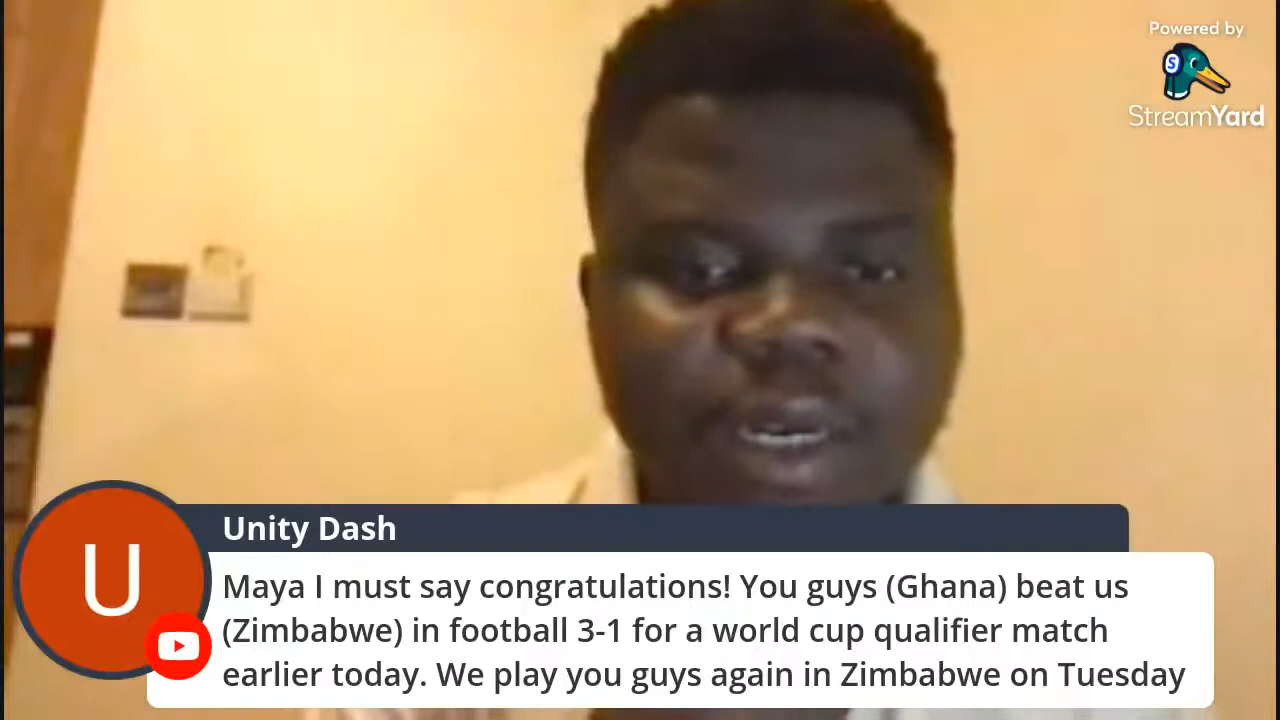 Powered by
S
StreamYard
Unity Dash
U
Maya I must say congratulations! You guys (Ghana) beat us
(Zimbabwe) in football 3-1 for a world cup qualifier match
earlier today. We play you guys again in Zimbabwe on Tuesday